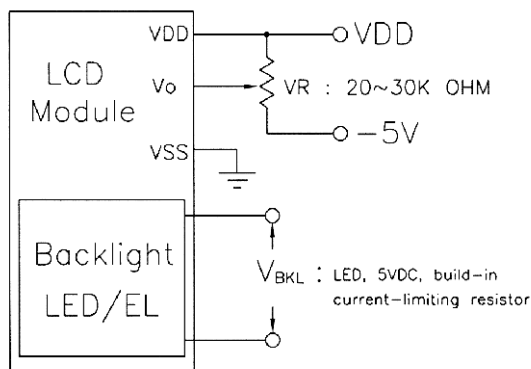 VDD
VDD
LCD
Module
Vo
VR : 20~30K OHM
-5V
VSS
Backlight
LED/EL
VBKL : LED, 5VDC, build-in
current-limiting resistor